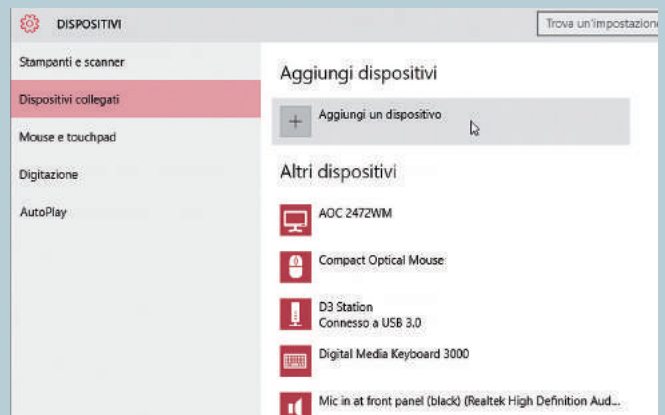 DISPOSITIVI
Trova un'impostazione
Stampanti e scanner
Dispositivi collegati
Mouse e touchpad
Digitazione
AutoPlay
Aggiungi dispositivi
Aggiungi un dispositivo
Altri dispositivi
AOC 2472WM
Compact Optical Mouse
D3 Station
Connesso a USB 3.0
Digital Media Keyboard 3000
Mic in at front panel (black) (Realtek High Definition Aud...